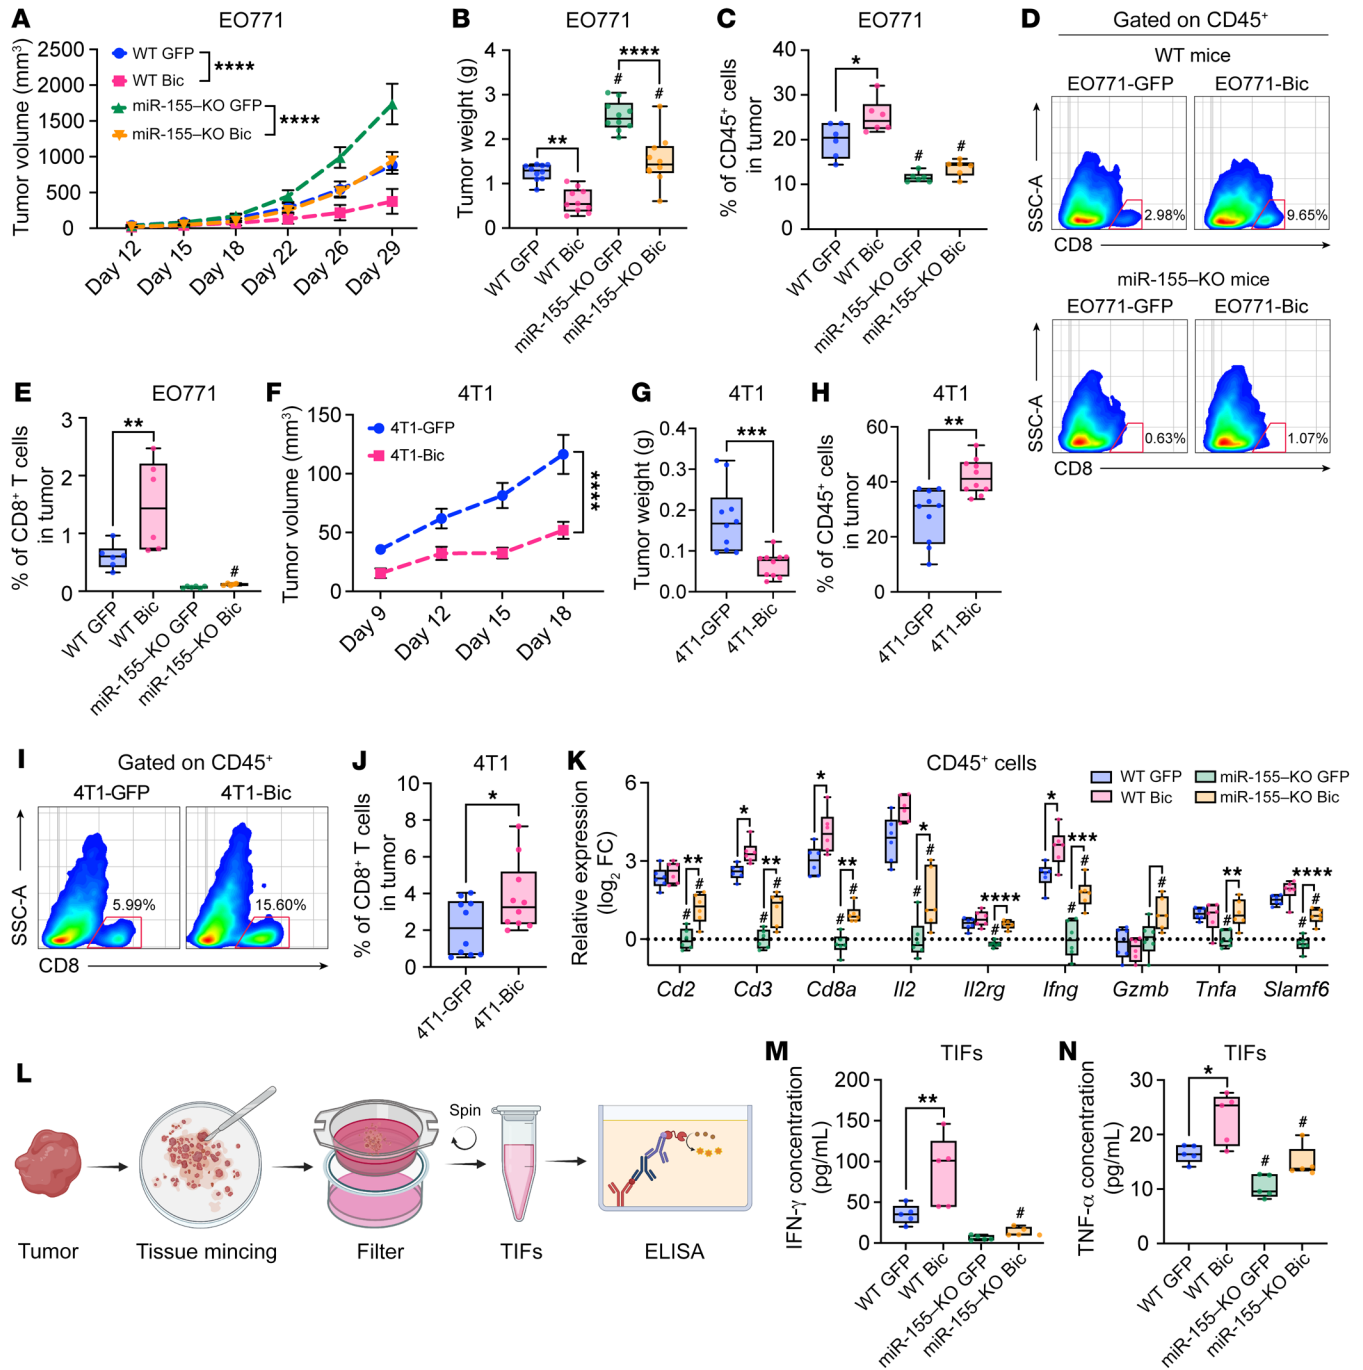 A
EO771
Tumor volume (mm³)
2500
2000
1500
1000
500
0
WT GFP
WT Bic
miR-155–KO GFP
miR-155–KO Bic
****
****
Day 12
Day 15
Day 18
Day 22
Day 26
Day 29
B
EO771
Tumor weight (g)
4
3
2
1
0
**
****
#
#
WT GFP
WT Bic
miR-155–KO GFP
miR-155–KO Bic
C
EO771
% of CD45⁺ cells
in tumor
40
30
20
10
0
*
#
#
WT GFP
WT Bic
miR-155–KO GFP
miR-155–KO Bic
D
Gated on CD45⁺
WT mice
EO771-GFP
EO771-Bic
SSC-A
2.98%
9.65%
CD8
miR-155–KO mice
EO771-GFP
EO771-Bic
SSC-A
0.63%
1.07%
CD8
E
EO771
% of CD8⁺ T cells
in tumor
3
2
1
0
**
#
WT GFP
WT Bic
miR-155–KO GFP
miR-155–KO Bic
F
4T1
Tumor volume (mm³)
150
100
50
0
4T1-GFP
4T1-Bic
****
Day 9
Day 12
Day 15
Day 18
G
4T1
Tumor weight (g)
0.4
0.3
0.2
0.1
0.0
***
4T1-GFP
4T1-Bic
H
4T1
% of CD45⁺ cells
in tumor
60
40
20
0
**
4T1-GFP
4T1-Bic
I
Gated on CD45⁺
4T1-GFP
4T1-Bic
SSC-A
5.99%
15.60%
CD8
J
4T1
% of CD8⁺ T cells
in tumor
10
8
6
4
2
0
*
4T1-GFP
4T1-Bic
K
CD45⁺ cells
Relative expression
(log₂ FC)
6
3
0
WT GFP
WT Bic
miR-155–KO GFP
miR-155–KO Bic
**
#
#
*
**
#
#
*
**
#
#
*
#
#
****
#
*
***
#
#
#
**
#
****
#
#
Cd2
Cd3
Cd8a
Il2
Il2rg
Ifng
Gzmb
Tnfa
Slamf6
L
Spin
Tumor
Tissue mincing
Filter
TIFs
ELISA
M
TIFs
IFN-γ concentration
(pg/mL)
200
150
100
50
0
**
#
WT GFP
WT Bic
miR-155–KO GFP
miR-155–KO Bic
N
TIFs
TNF-α concentration
(pg/mL)
30
20
10
0
*
#
#
WT GFP
WT Bic
miR-155–KO GFP
miR-155–KO Bic